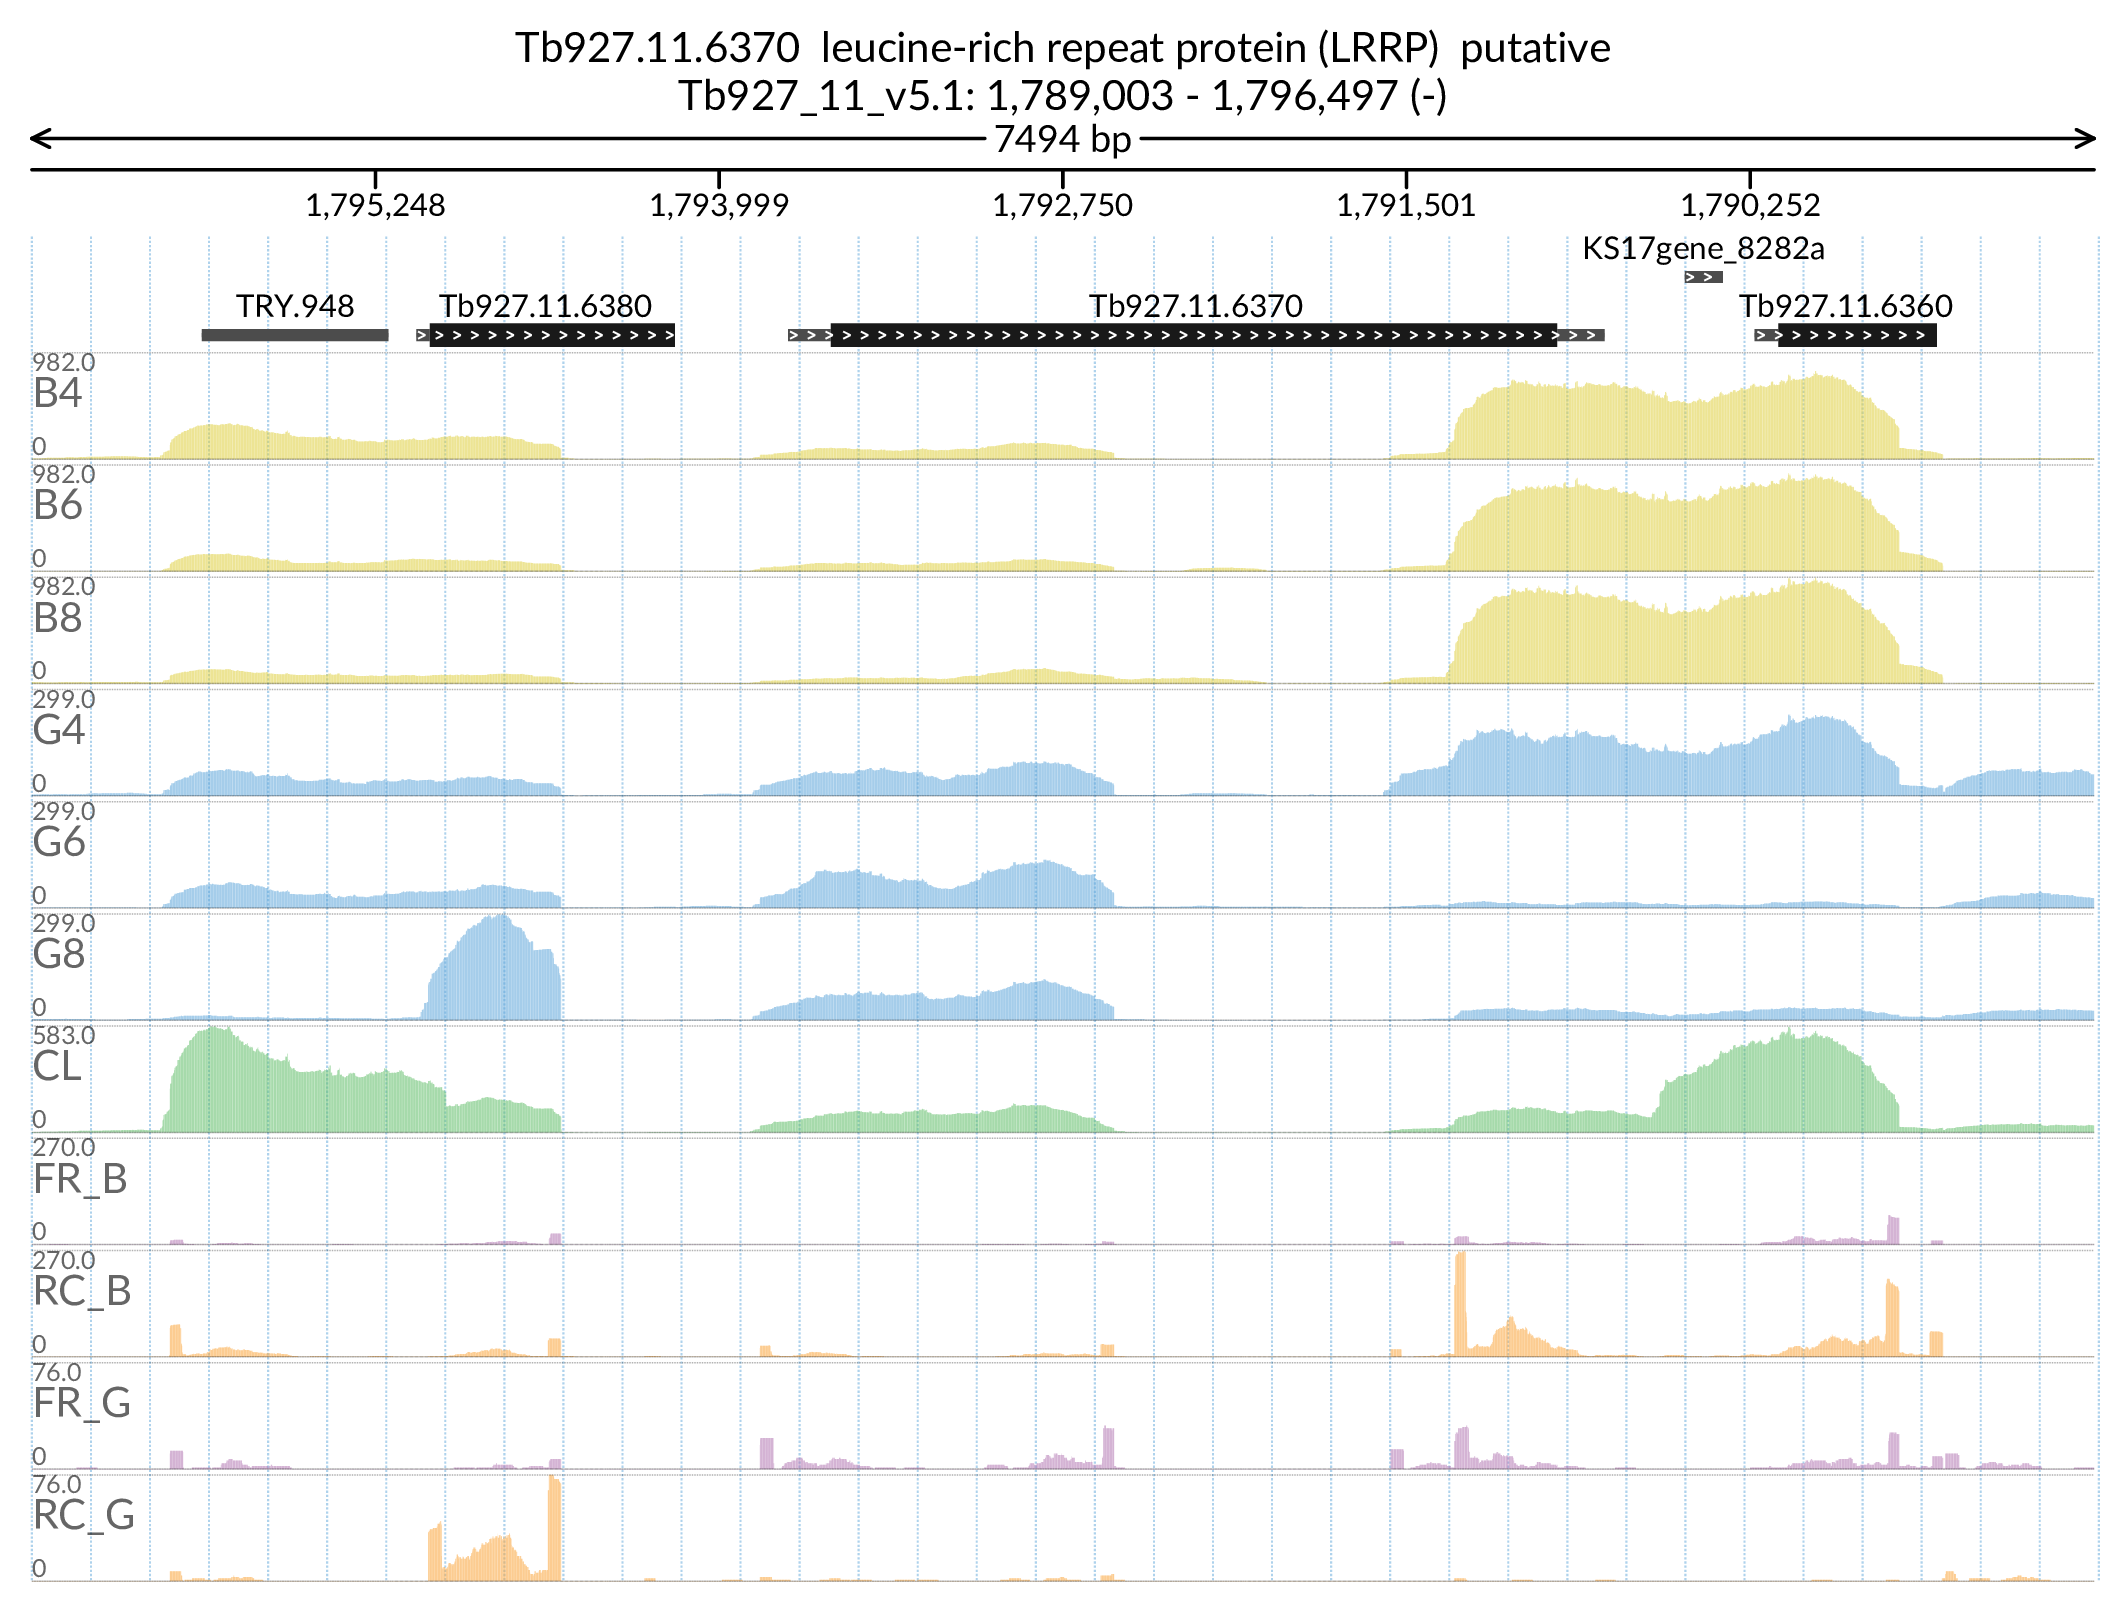 Tb927.11.6370 leucine-rich repeat protein (LRRP) putative
Tb927_11_v5.1: 1,789,003 - 1,796,497 (-)
7494 bp
1,795,248 1,793,999 1,792,750 1,791,501 1,790,252
KS17gene_8282a
TRY.948 Tb927.11.6380 Tb927.11.6370 Tb927.11.6360
982.0
B4
0
982.0
B6
0
982.0
B8
0
299.0
G4
0
299.0
G6
0
299.0
G8
0
583.0
CL
0
270.0
FR_B
0
270.0
RC_B
0
76.0
FR_G
0
76.0
RC_G
0